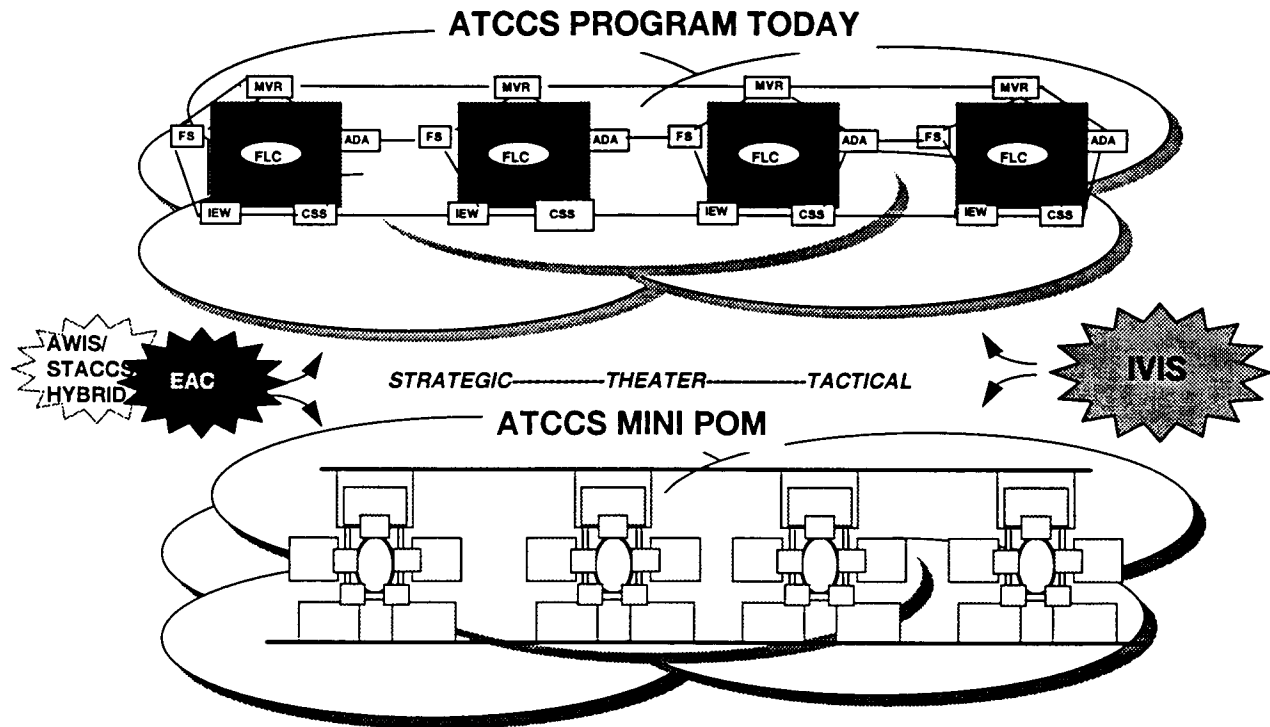 ATCCS PROGRAM TODAY
MVR MVR MVR MVR
FS ADA FS ADA FS ADA FS ADA
FLC FLC FLC FLC
IEW CSS IEW CSS IEW CSS IEW CSS
AWIS/
STACCS
HYBRID
EAC
STRATEGIC THEATER TACTICAL
IVIS
ATCCS MINI POM